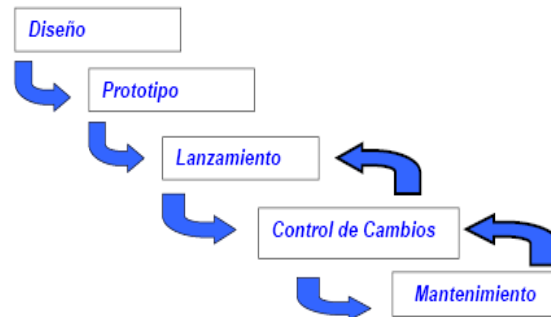 Diseño
Prototipo
Lanzamiento
Control de Cambios
Mantenimiento